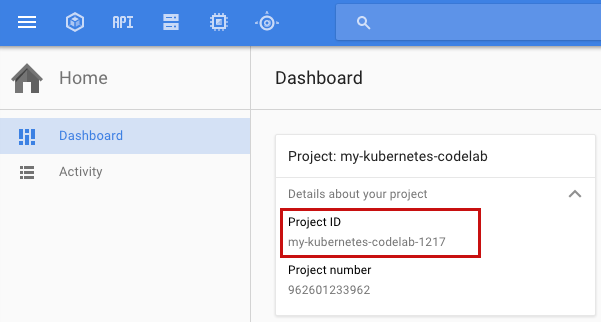 API
Home
Dashboard
Dashboard
Activity
Project: my-kubernetes-codelab
Details about your project
Project ID
my-kubernetes-codelab-1217
Project number
962601233962